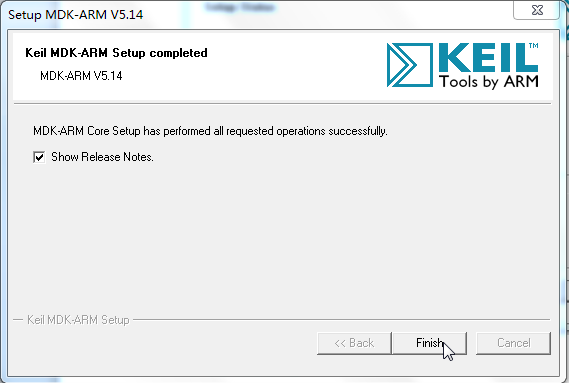 Setup MDK-ARM V5.14
Keil MDK-ARM Setup completed
MDK-ARM V5.14
KEIL™
Tools by ARM
MDK-ARM Core Setup has performed all requested operations successfully.
Show Release Notes.
Keil MDK-ARM Setup
<< Back
Finish
Cancel